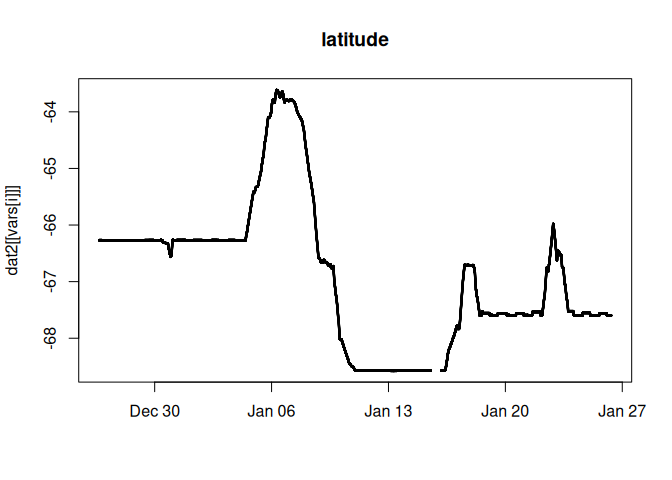 latitude
dat2[[vars[i]]]
-64
-65
-66
-67
-68
Dec 30
Jan 06
Jan 13
Jan 20
Jan 27